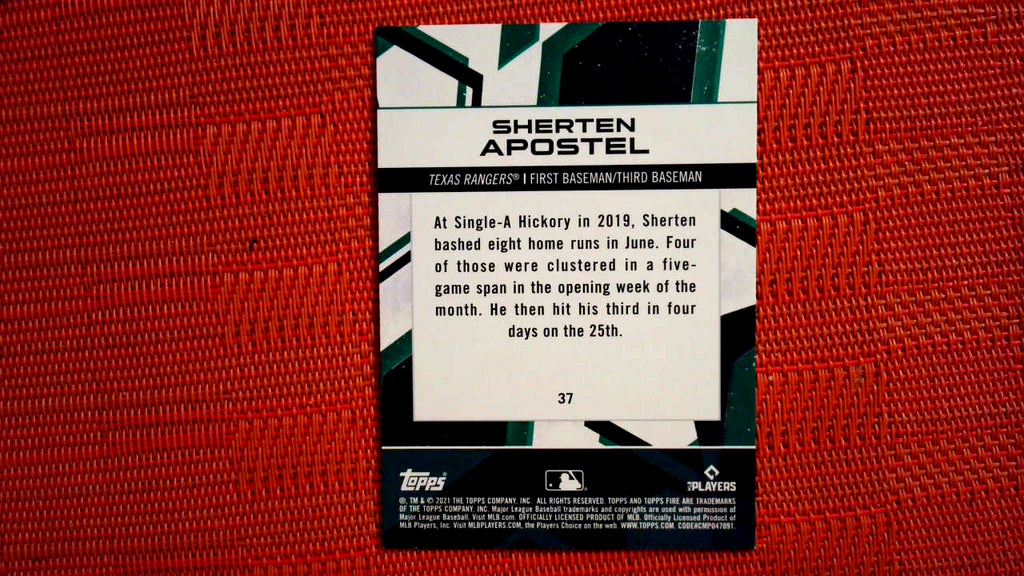 SHERTEN
APOSTEL
TEXAS RANGERS® | FIRST BASEMAN/THIRD BASEMAN
At Single-A Hickory in 2019, Sherten
bashed eight home runs in June. Four
of those were clustered in a five-
game span in the opening week of the
month. He then hit his third in four
days on the 25th.
37
Topps®
MLB PLAYERS
®, TM & © 2021 THE TOPPS COMPANY, INC. ALL RIGHTS RESERVED. TOPPS AND TOPPS FIRE ARE TRADEMARKS
OF THE TOPPS COMPANY, INC. Major League Baseball trademarks and copyrights are used with permission of
Major League Baseball. Visit MLB.com. OFFICIALLY LICENSED PRODUCT OF MLB. Officially Licensed Product of
MLB Players, Inc. Visit MLBPLAYERS.COM, the Players Choice on the web. WWW.TOPPS.COM. CODE#CMP047091.